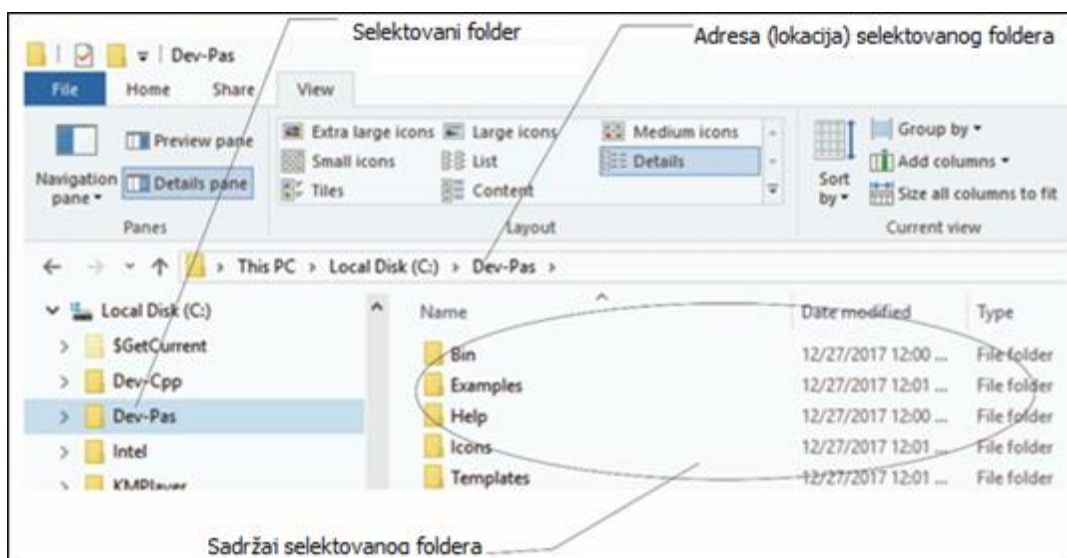 Selektovani folder
Adresa (lokacija) selektovanog foldera
Dev-Pas
File Home Share View
Preview pane
Details pane
Navigation pane
Panes
Extra large icons Large icons Medium icons
Small icons List Details
Tiles Content
Layout
Sort by
Group by
Add columns
Size all columns to fit
Current view
This PC > Local Disk (C:) > Dev-Pas >
Local Disk (C:)
$GetCurrent
Dev-Cpp
Dev-Pas
Intel
KMPlayer
Name Date modified Type
Bin 12/27/2017 12:00 ... File folder
Examples 12/27/2017 12:01 ... File folder
Help 12/27/2017 12:00 ... File folder
Icons 12/27/2017 12:01 ... File folder
Templates 12/27/2017 12:01 ... File folder
Sadržaj selektovanog foldera